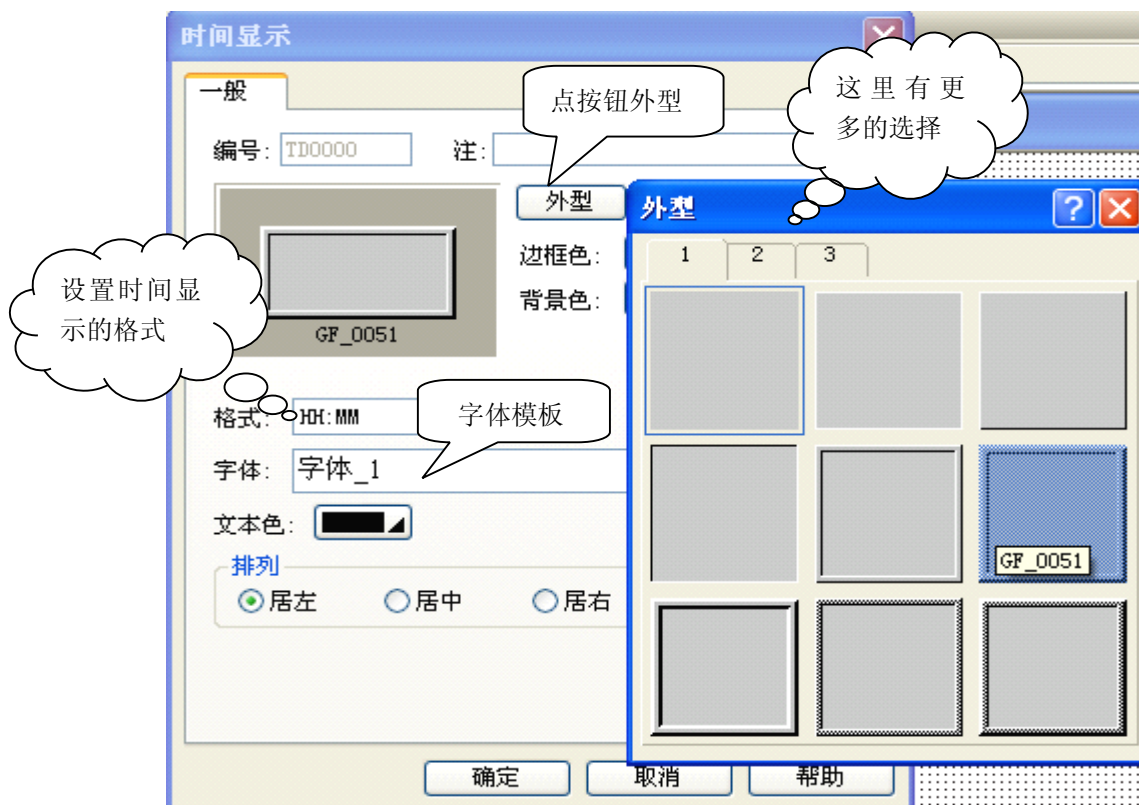 时间显示
一般
点按钮外型
这里有更
多的选择
编号: TD0000
注:
外型
外型
1 2 3
边框色:
背景色:
设置时间显
示的格式
GF_0051
格式: HH:MM
字体模板
字体: 字体_1
文本色:
GF_0051
排列
居左 居中 居右
确定 取消 帮助